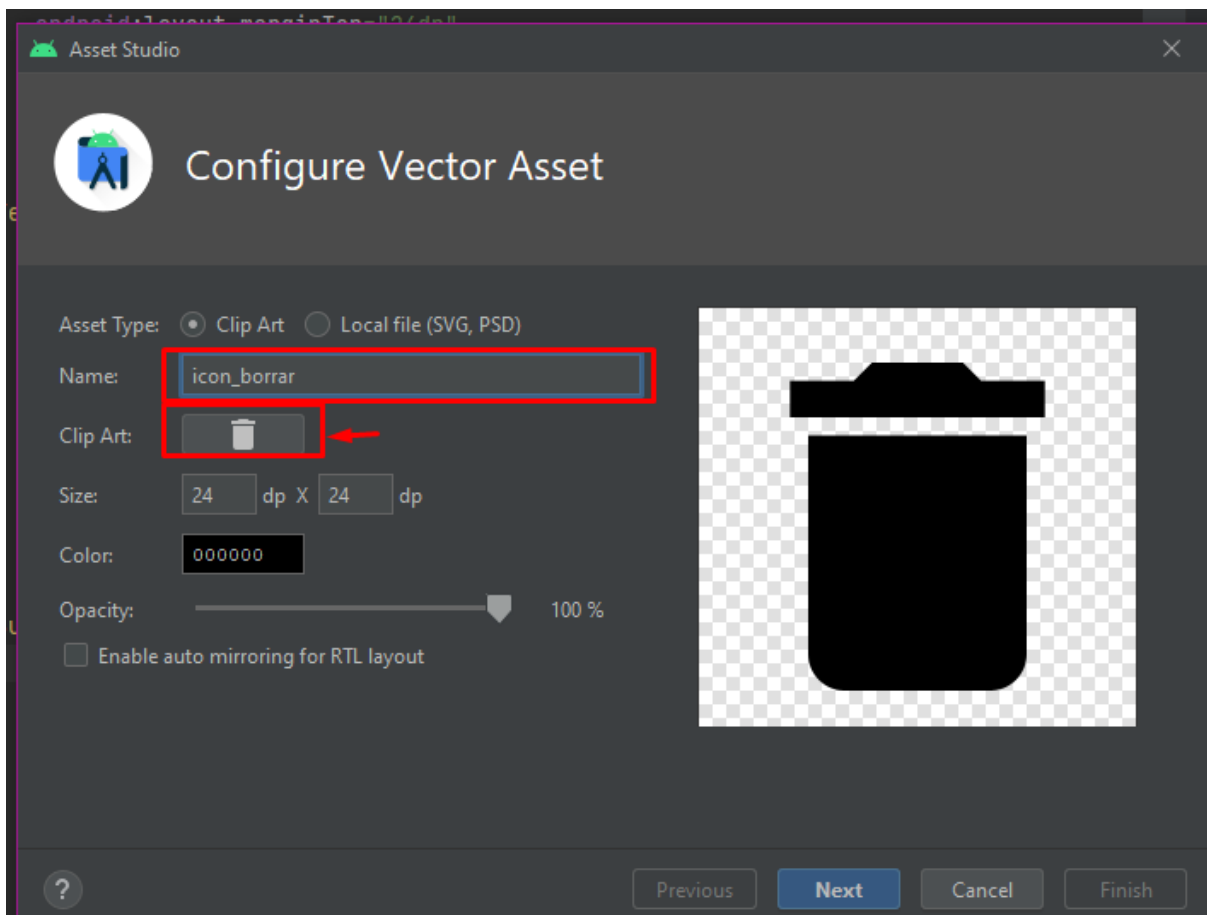 Asset Studio
Configure Vector Asset
Asset Type: Clip Art Local file (SVG, PSD)
Name: icon_borrar
Clip Art:
Size: 24 dp X 24 dp
Color: 000000
Opacity: 100 %
Enable auto mirroring for RTL layout
? Previous Next Cancel Finish